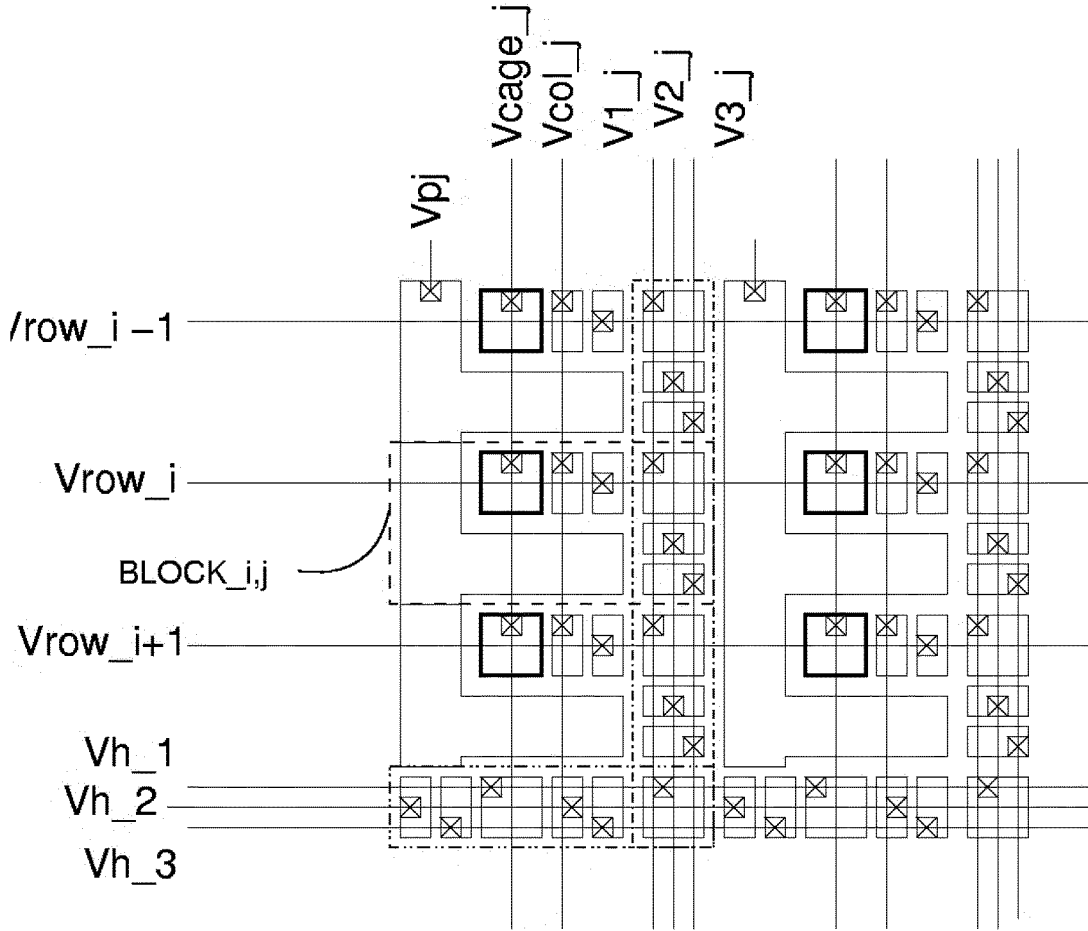 Vcage_j
Vcol_j
V1_j
V2_j
V3_j
Vpj
/row_i-1
Vrow_i
BLOCK_i,j
Vrow_i+1
Vh_1
Vh_2
Vh_3